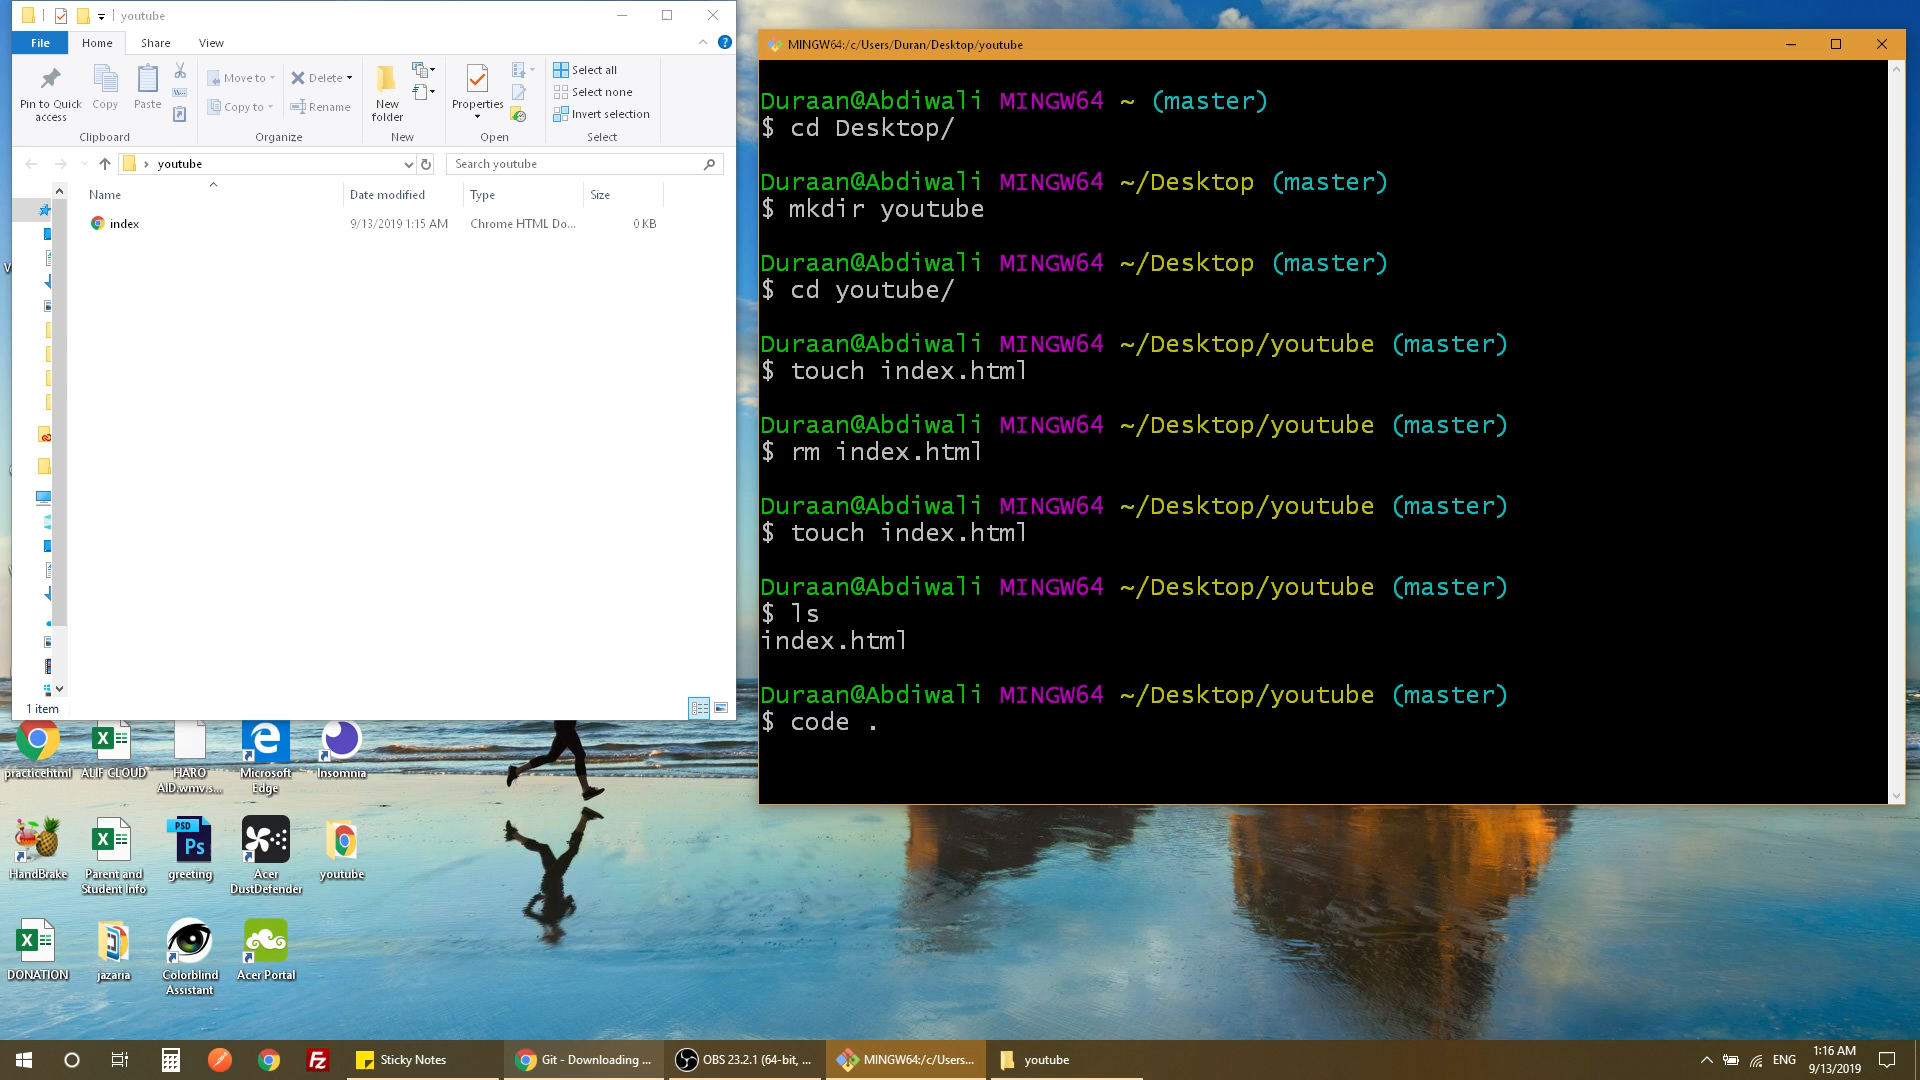 youtube
File
Home
Share
View
Pin to Quick access
Copy
Paste
Clipboard
Move to
Copy to
Delete
Rename
Organize
New folder
New
Properties
Open
Select all
Select none
Invert selection
Select
youtube
Search youtube
Name
Date modified
Type
Size
index
9/13/2019 1:15 AM
Chrome HTML Do...
0 KB
1 item
MINGW64:/c/Users/Duran/Desktop/youtube
Duraan@Abdiwali MINGW64 ~ (master)
$ cd Desktop/
Duraan@Abdiwali MINGW64 ~/Desktop (master)
$ mkdir youtube
Duraan@Abdiwali MINGW64 ~/Desktop (master)
$ cd youtube/
Duraan@Abdiwali MINGW64 ~/Desktop/youtube (master)
$ touch index.html
Duraan@Abdiwali MINGW64 ~/Desktop/youtube (master)
$ rm index.html
Duraan@Abdiwali MINGW64 ~/Desktop/youtube (master)
$ touch index.html
Duraan@Abdiwali MINGW64 ~/Desktop/youtube (master)
$ ls
index.html
Duraan@Abdiwali MINGW64 ~/Desktop/youtube (master)
$ code .
practicehtml
ALIF CLOUD
HARO
AID.wmv.s...
Microsoft
Edge
Insomnia
HandBrake
Parent and
Student Info
PSD
Ps
greeting
Acer
DustDefender
youtube
DONATION
jazaria
Colorblind
Assistant
Acer Portal
Sticky Notes
Git - Downloading ...
OBS 23.2.1 (64-bit, ...
MINGW64:/c/Users...
youtube
ENG
1:16 AM
9/13/2019